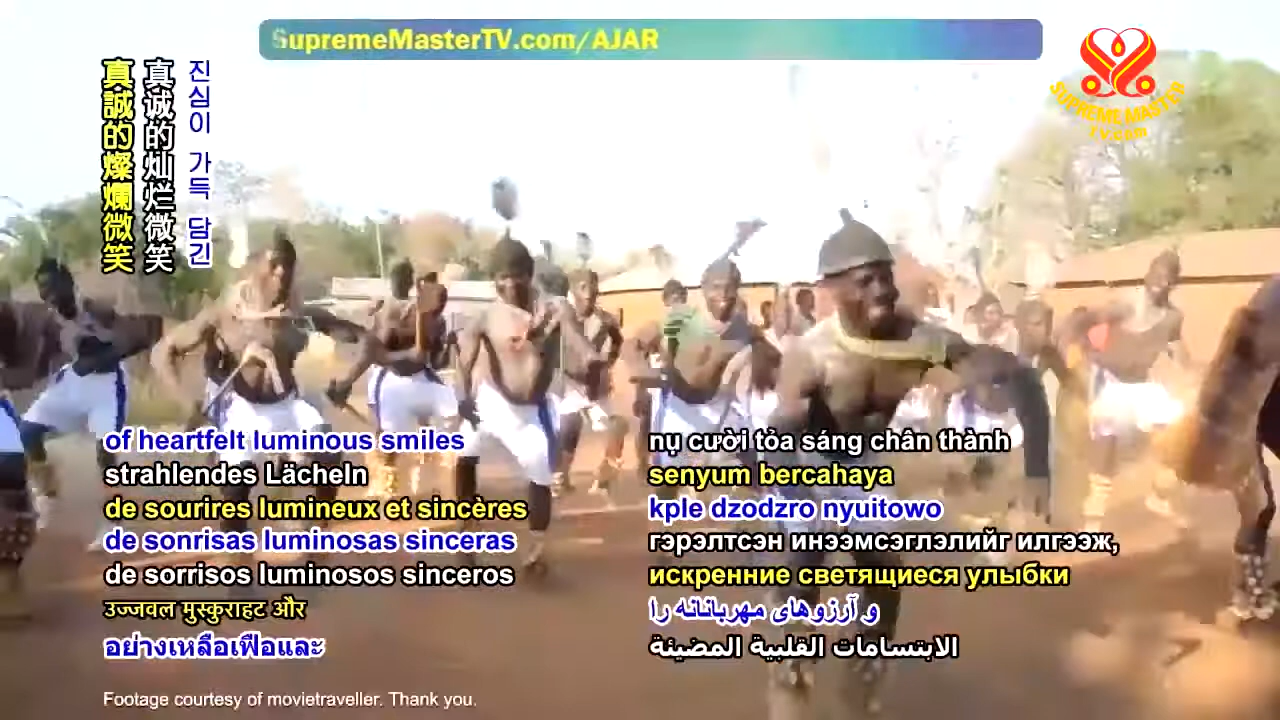 SupremeMasterTV.com/AJAR
SUPREME MASTER
TV.com
真誠的燦爛微笑
真诚的灿烂微笑
진심이 가득 담긴
of heartfelt luminous smiles
strahlendes Lächeln
de sourires lumineux et sincères
de sonrisas luminosas sinceras
de sorrisos luminosos sinceros
उज्जवल मुस्कुराहट और
อย่างเหลือเฟือและ
nụ cười tỏa sáng chân thành
senyum bercahaya
kple dzodzro nyuitowo
гэрэлтсэн инээмсэглэлийг илгээж,
искренние светящиеся улыбки
و آرزوهای مهربانانه را
الابتسامات القلبية المضيئة
Footage courtesy of movietraveller. Thank you.